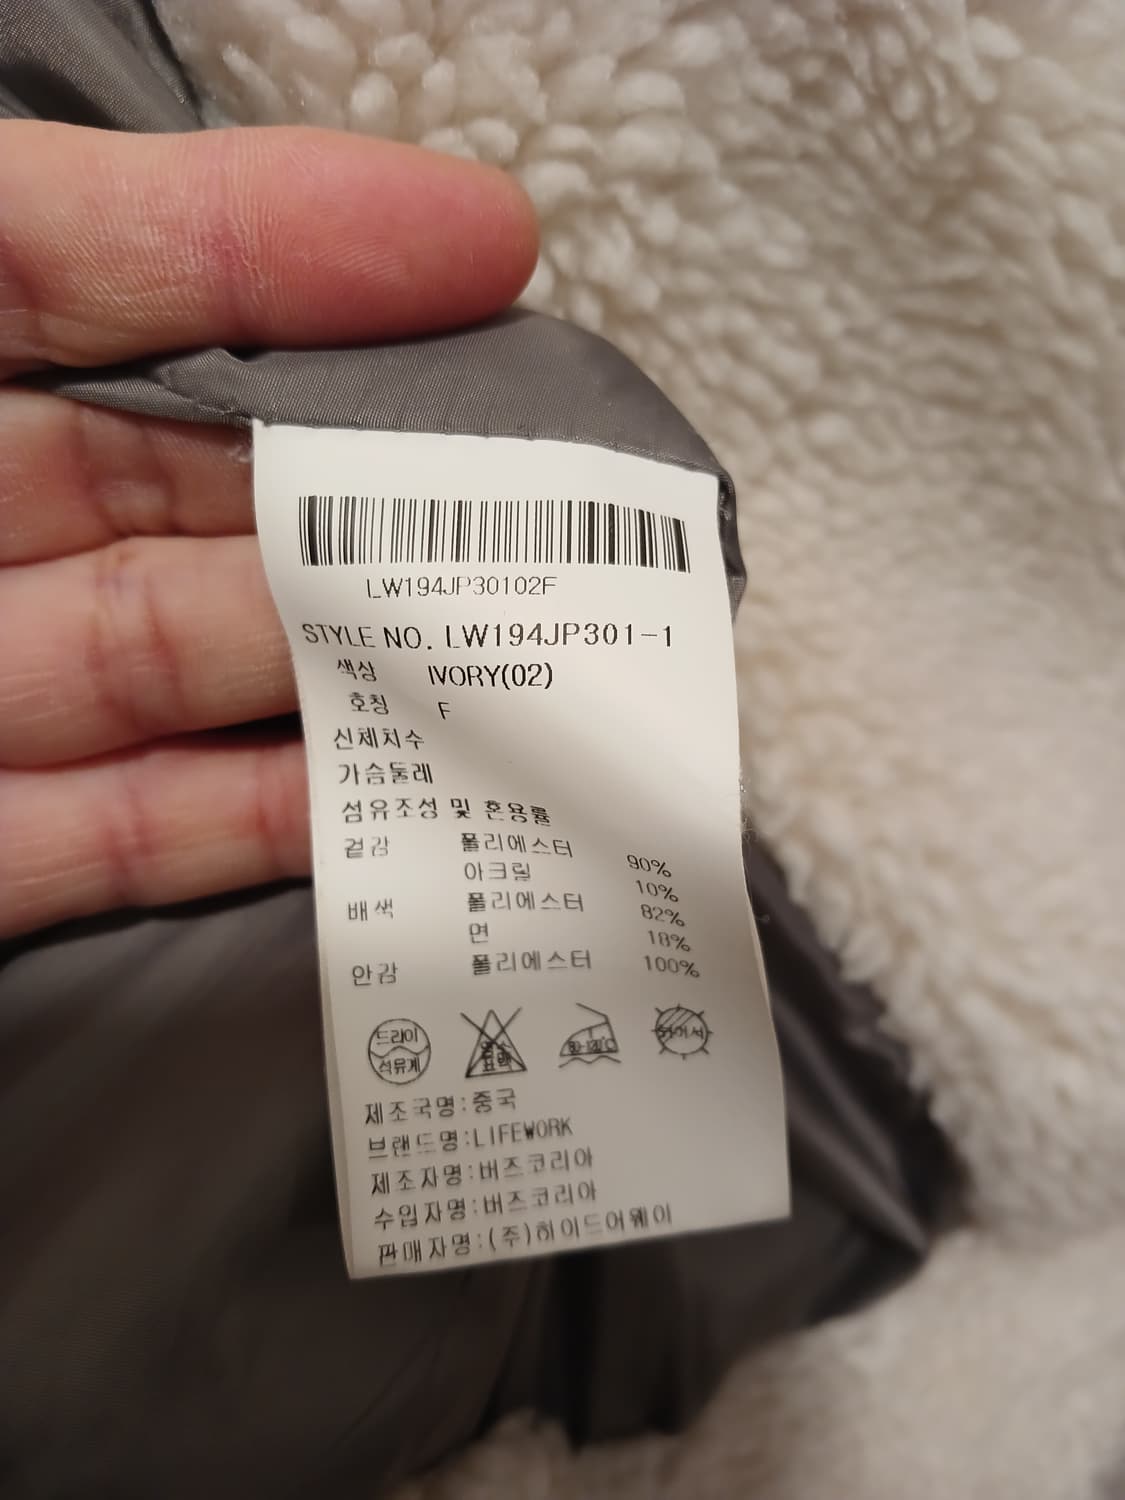 LW194JP30102F
STYLE NO. LW194JP301-1
색상 IVORY(02)
호칭 F
신체치수
가슴둘레
섬유조성 및 혼용률
겉감 폴리에스터 90%
아크릴 10%
배색 폴리에스터 82%
면 18%
안감 폴리에스터 100%
드라이
석유계
제조국명:중국
브랜드명:LIFEWORK
제조자명:버즈코리아
수입자명:버즈코리아
판매자명:(주)하이드어웨이